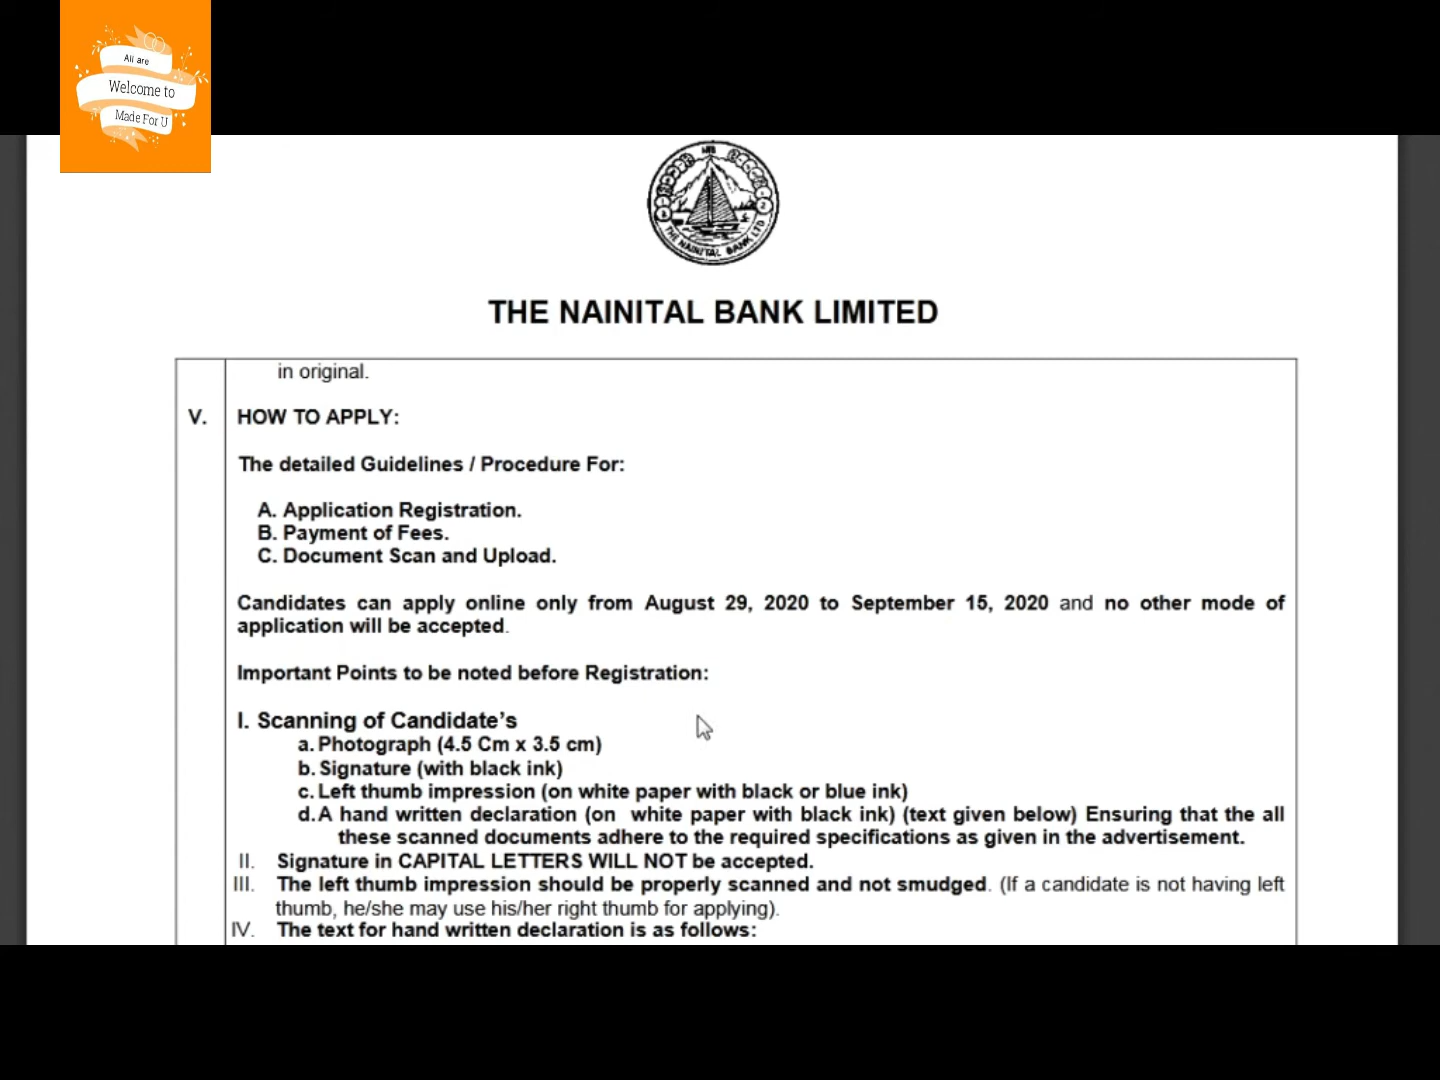 All are
Welcome to
Made For U
THE NAINITAL BANK LTD
THE NAINITAL BANK LIMITED
in original.
V. HOW TO APPLY:
The detailed Guidelines / Procedure For:
A. Application Registration.
B. Payment of Fees.
C. Document Scan and Upload.
Candidates can apply online only from August 29, 2020 to September 15, 2020 and no other mode of
application will be accepted.
Important Points to be noted before Registration:
I. Scanning of Candidate's
a. Photograph (4.5 Cm x 3.5 cm)
b. Signature (with black ink)
c. Left thumb impression (on white paper with black or blue ink)
d. A hand written declaration (on white paper with black ink) (text given below) Ensuring that the all
these scanned documents adhere to the required specifications as given in the advertisement.
II. Signature in CAPITAL LETTERS WILL NOT be accepted.
III. The left thumb impression should be properly scanned and not smudged. (If a candidate is not having left
thumb, he/she may use his/her right thumb for applying).
IV. The text for hand written declaration is as follows: